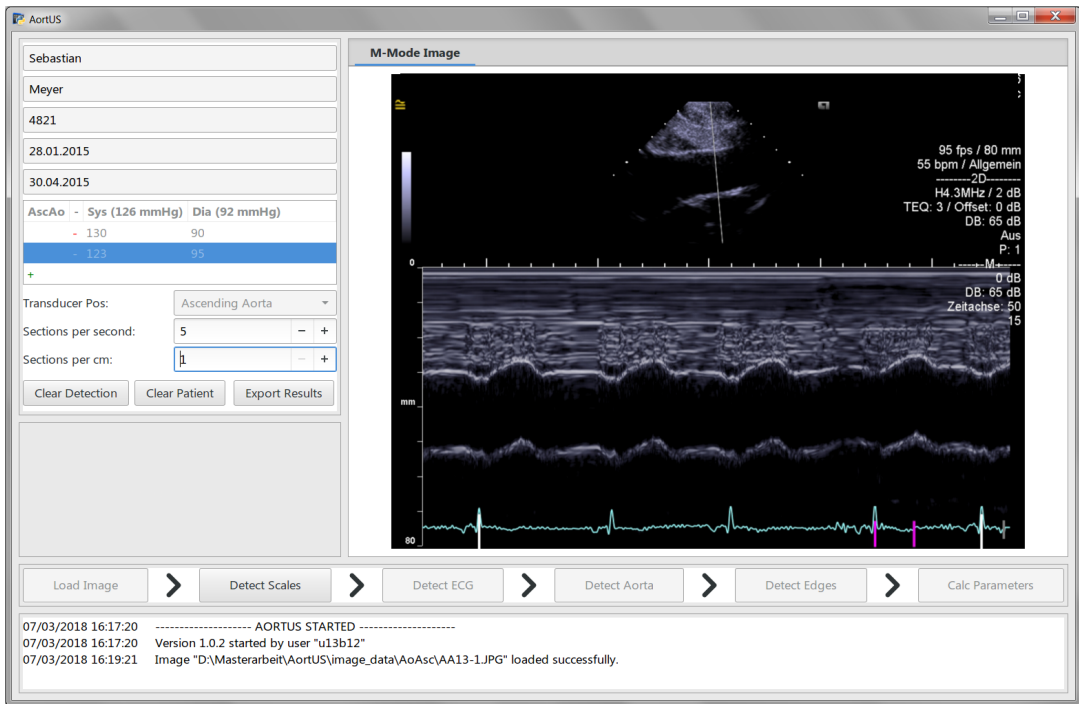 AortUS
Sebastian
Meyer
4821
28.01.2015
30.04.2015
AscAo - Sys (126 mmHg) Dia (92 mmHg)
- 130 90
- 123 95
+
Transducer Pos: Ascending Aorta
Sections per second: 5 - +
Sections per cm: 1 - +
Clear Detection Clear Patient Export Results
M-Mode Image
95 fps / 80 mm
55 bpm / Allgemein
--------2D-------
H4.3MHz / 2 dB
TEQ: 3 / Offset: 0 dB
DB: 65 dB
Aus
P: 1
0
------M------
0 dB
DB: 65 dB
Zeitachse: 50
15
mm
80
Load Image Detect Scales Detect ECG Detect Aorta Detect Edges Calc Parameters
07/03/2018 16:17:20 -------------------- AORTUS STARTED --------------------
07/03/2018 16:17:20 Version 1.0.2 started by user "u13b12"
07/03/2018 16:19:21 Image "D:\Masterarbeit\AortUS\image_data\AoAsc\AA13-1.JPG" loaded successfully.